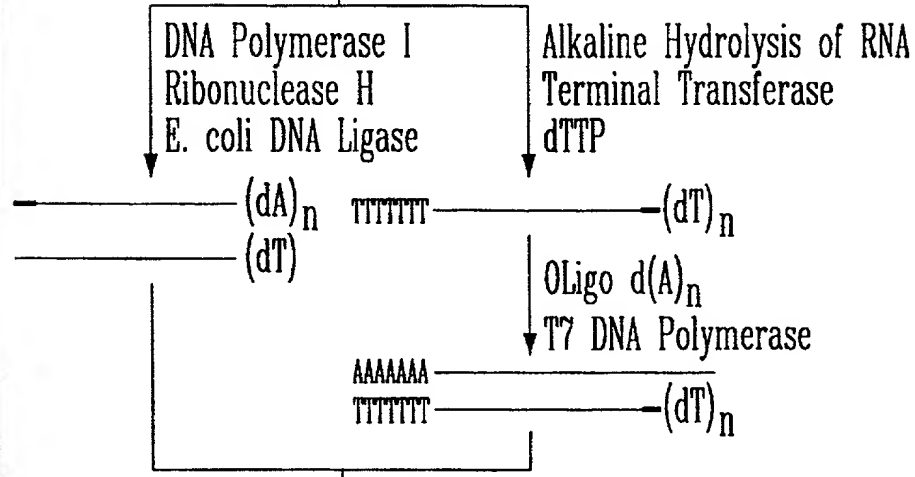 DNA Polymerase I
Ribonuclease H
E. coli DNA Ligase
Alkaline Hydrolysis of RNA
Terminal Transferase
dTTP
(dA)n
(dT)
TTTTTTT (dT)n
OLigo d(A)n
T7 DNA Polymerase
AAAAAAA
TTTTTTT (dT)n